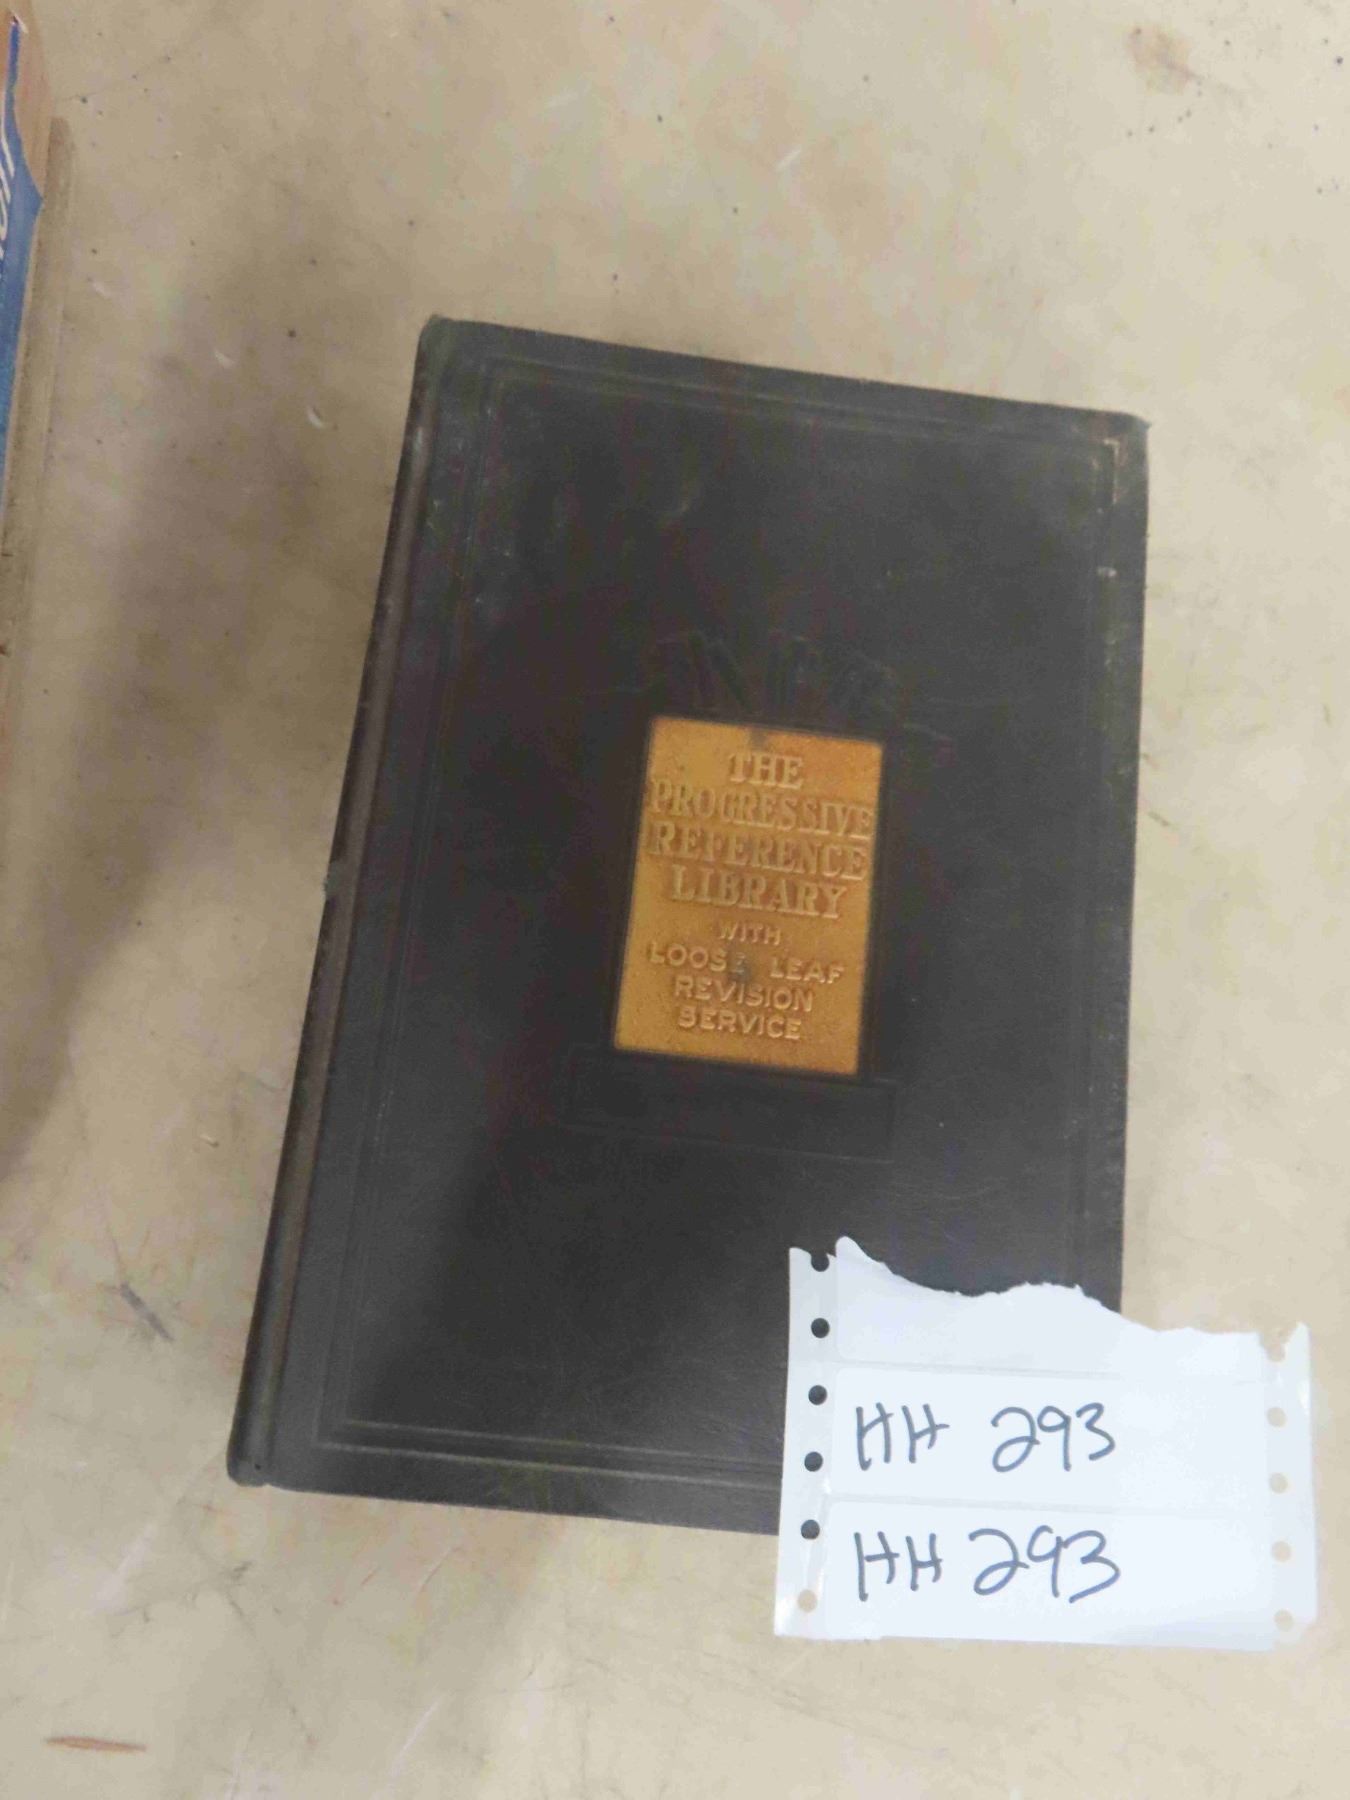 THE
PROGRESSIVE
REFERENCE
LIBRARY
WITH
LOOSE LEAF
REVISION
SERVICE
HH 293
HH 293